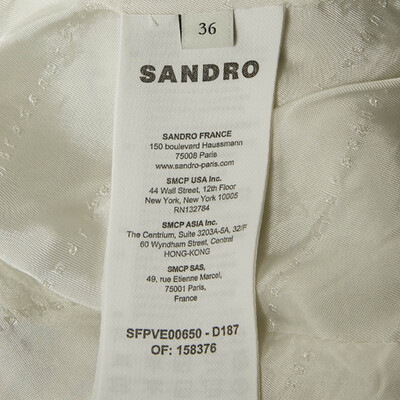 36
SANDRO
SANDRO FRANCE
150 boulevard Haussmann
75008 Paris
www.sandro-paris.com
SMCP USA Inc.
44 Wall Street, 12th Floor
New York, New York 10005
RN132784
SMCP ASIA Inc.
The Centrium, Suite 3203A-5A, 32/F
60 Wyndham Street, Central
HONG-KONG
SMCP SAS,
49, rue Etienne Marcel,
75001 Paris,
France
SFPVE00650 - D187
OF: 158376